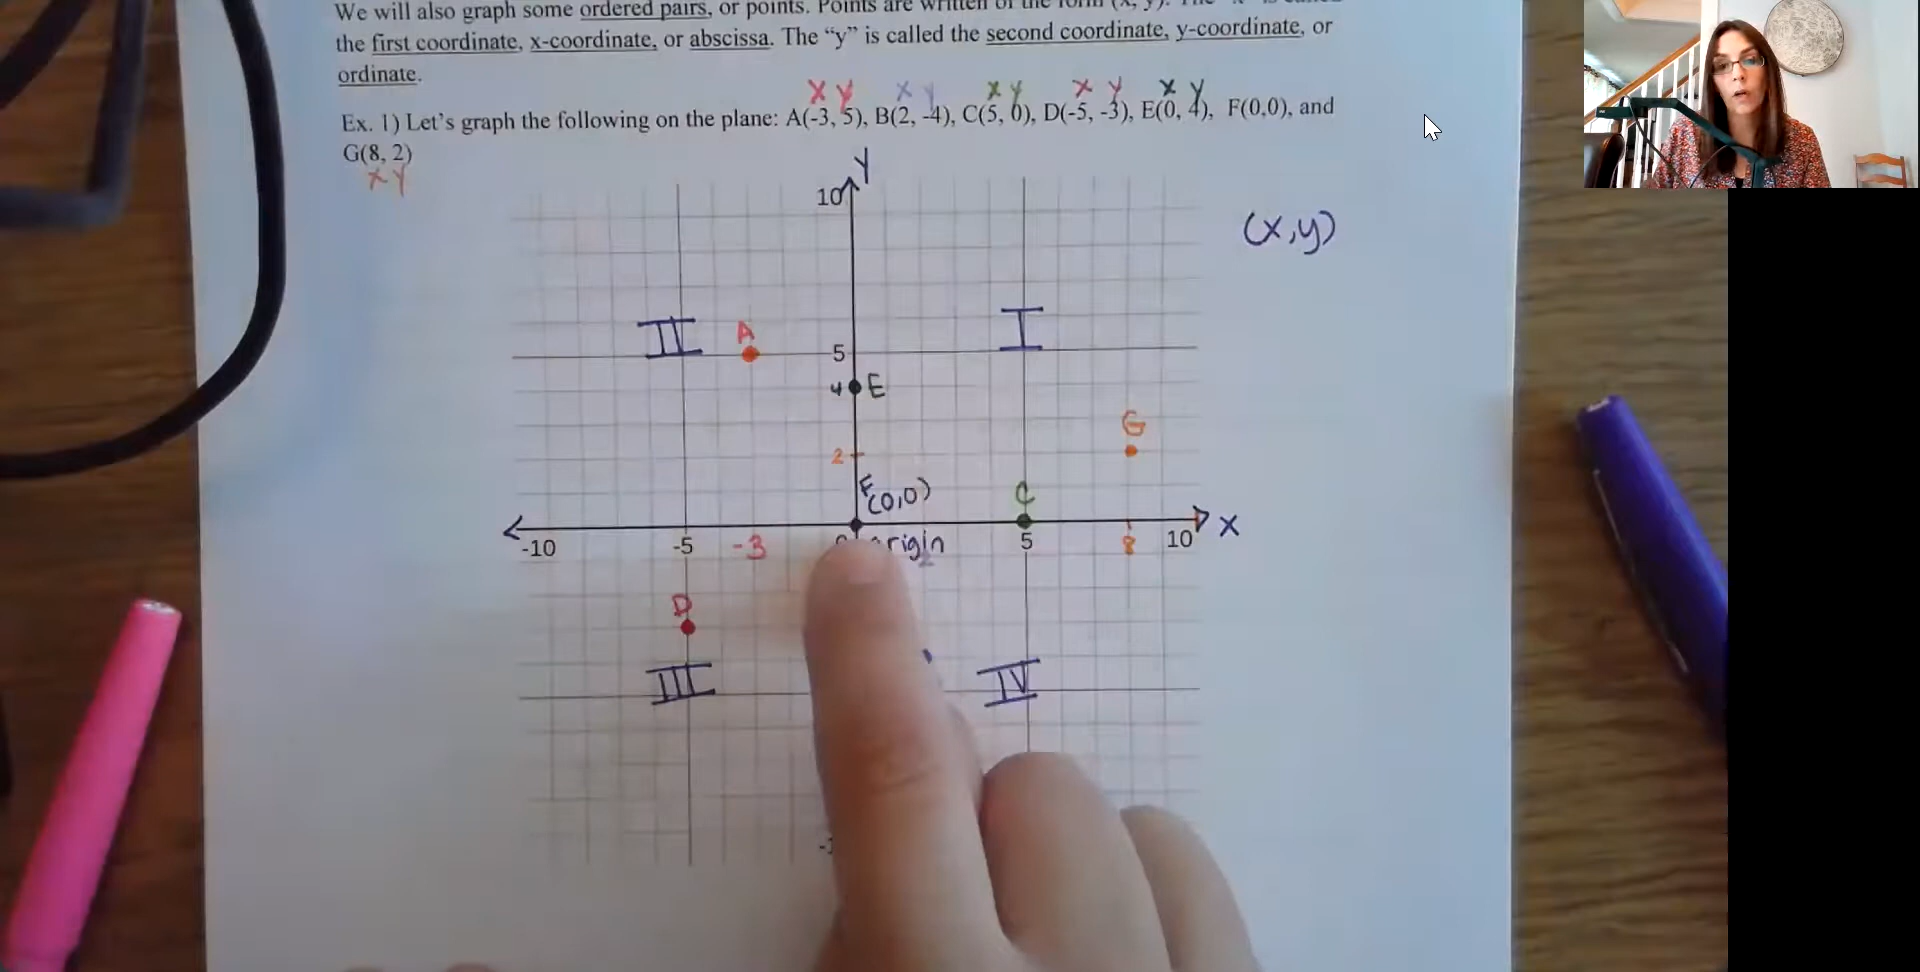 We will also graph some ordered pairs, or points. Points are written of the form (x, y). The "x" is called
the first coordinate, x-coordinate, or abscissa. The "y" is called the second coordinate, y-coordinate, or
ordinate.
X Y X Y X Y X Y X Y
Ex. 1) Let's graph the following on the plane: A(-3, 5), B(2, -4), C(5, 0), D(-5, -3), E(0, 4), F(0,0), and
G(8, 2)
X Y
Y
10
(x,y)
II A I
5
4 E
G
2
F(0,0) C
X
-10 -5 -3 origin 5 8 10
D
III IV